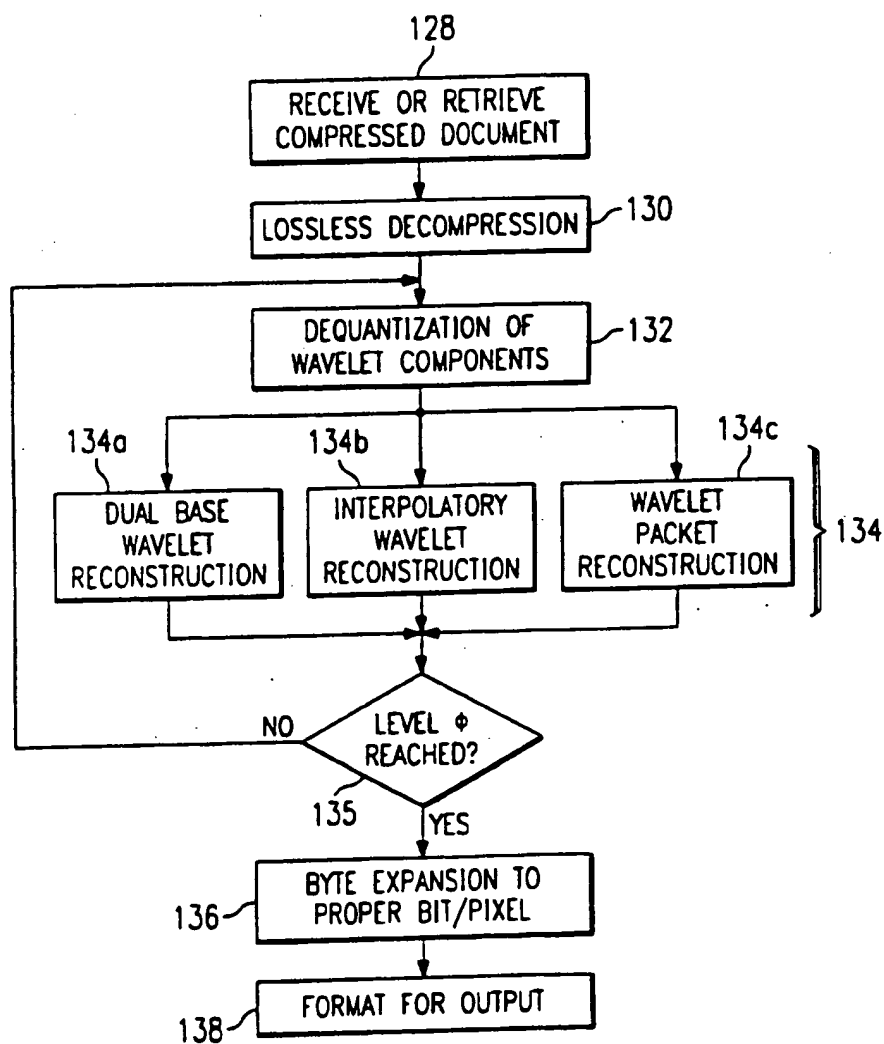 128
RECEIVE OR RETRIEVE
COMPRESSED DOCUMENT
LOSSLESS DECOMPRESSION
130
DEQUANTIZATION OF
WAVELET COMPONENTS
132
134a
134b
134c
DUAL BASE
WAVELET
RECONSTRUCTION
INTERPOLATORY
WAVELET
RECONSTRUCTION
WAVELET
PACKET
RECONSTRUCTION
134
NO
LEVEL Φ
REACHED?
135
YES
BYTE EXPANSION TO
PROPER BIT/PIXEL
136
FORMAT FOR OUTPUT
138